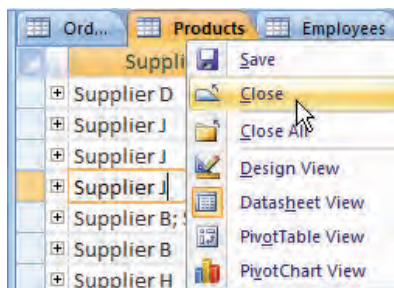 Ord... Products Employees
Suppli
Save
Supplier D
Close
Supplier J
Close All
Supplier J
Design View
Supplier J
Datasheet View
Supplier B;
PivotTable View
Supplier B
PivotChart View
Supplier H